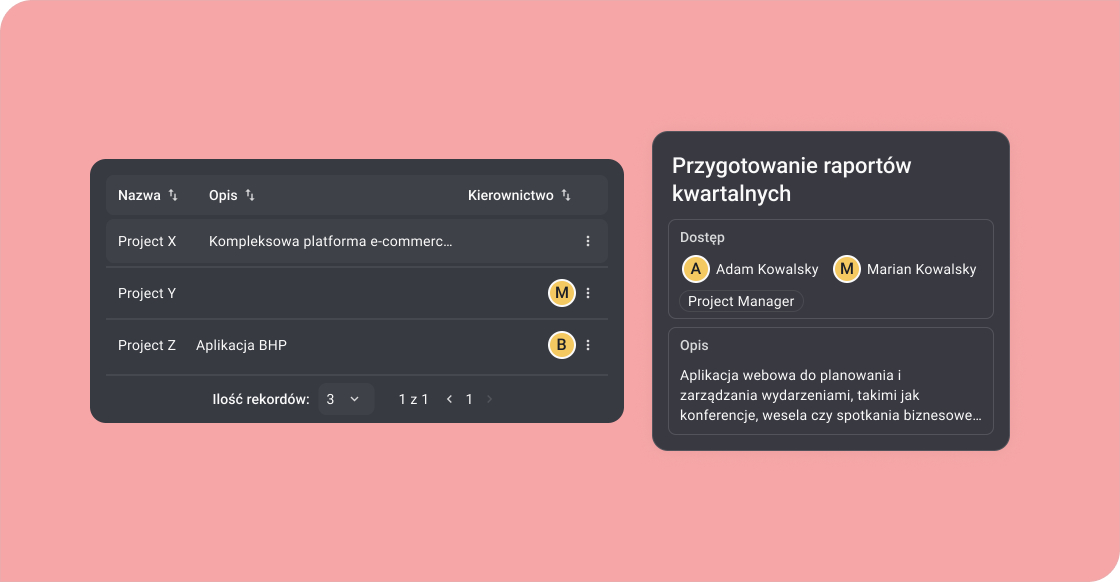 Nazwa Opis Kierownictwo
Project X Kompleksowa platforma e-commerc...
Project Y M
Project Z Aplikacja BHP B
Ilość rekordów: 3 1 z 1 1
Przygotowanie raportów
kwartalnych
Dostęp
A Adam Kowalsky M Marian Kowalsky
Project Manager
Opis
Aplikacja webowa do planowania i
zarządzania wydarzeniami, takimi jak
konferencje, wesela czy spotkania biznesowe...